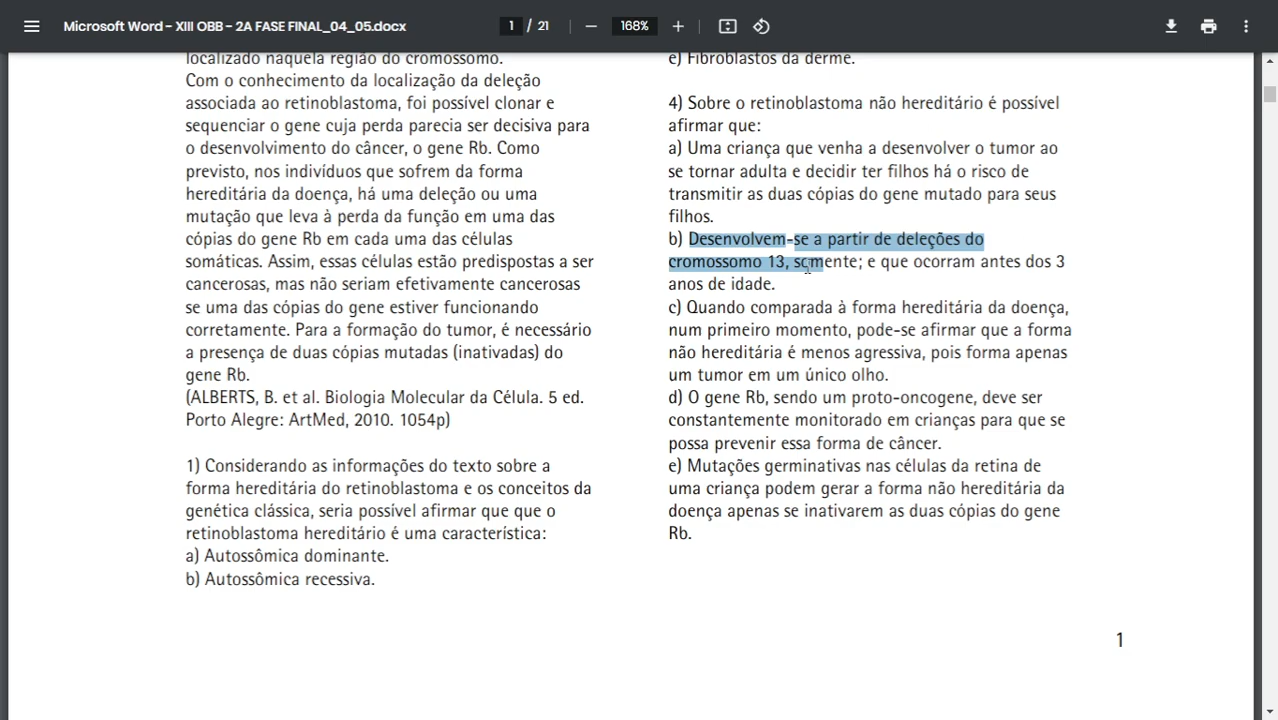 Microsoft Word - XIII OBB - 2A FASE FINAL_04_05.docx
1 / 21
168%
localizado naquela região do cromossomo.
Com o conhecimento da localização da deleção
associada ao retinoblastoma, foi possível clonar e
sequenciar o gene cuja perda parecia ser decisiva para
o desenvolvimento do câncer, o gene Rb. Como
previsto, nos indivíduos que sofrem da forma
hereditária da doença, há uma deleção ou uma
mutação que leva à perda da função em uma das
cópias do gene Rb em cada uma das células
somáticas. Assim, essas células estão predispostas a ser
cancerosas, mas não seriam efetivamente cancerosas
se uma das cópias do gene estiver funcionando
corretamente. Para a formação do tumor, é necessário
a presença de duas cópias mutadas (inativadas) do
gene Rb.
(ALBERTS, B. et al. Biologia Molecular da Célula. 5 ed.
Porto Alegre: ArtMed, 2010. 1054p)
1) Considerando as informações do texto sobre a
forma hereditária do retinoblastoma e os conceitos da
genética clássica, seria possível afirmar que que o
retinoblastoma hereditário é uma característica:
a) Autossômica dominante.
b) Autossômica recessiva.
e) Fibroblastos da derme.
4) Sobre o retinoblastoma não hereditário é possível
afirmar que:
a) Uma criança que venha a desenvolver o tumor ao
se tornar adulta e decidir ter filhos há o risco de
transmitir as duas cópias do gene mutado para seus
filhos.
b) Desenvolvem-se a partir de deleções do
cromossomo 13, somente; e que ocorram antes dos 3
anos de idade.
c) Quando comparada à forma hereditária da doença,
num primeiro momento, pode-se afirmar que a forma
não hereditária é menos agressiva, pois forma apenas
um tumor em um único olho.
d) O gene Rb, sendo um proto-oncogene, deve ser
constantemente monitorado em crianças para que se
possa prevenir essa forma de câncer.
e) Mutações germinativas nas células da retina de
uma criança podem gerar a forma não hereditária da
doença apenas se inativarem as duas cópias do gene
Rb.
1